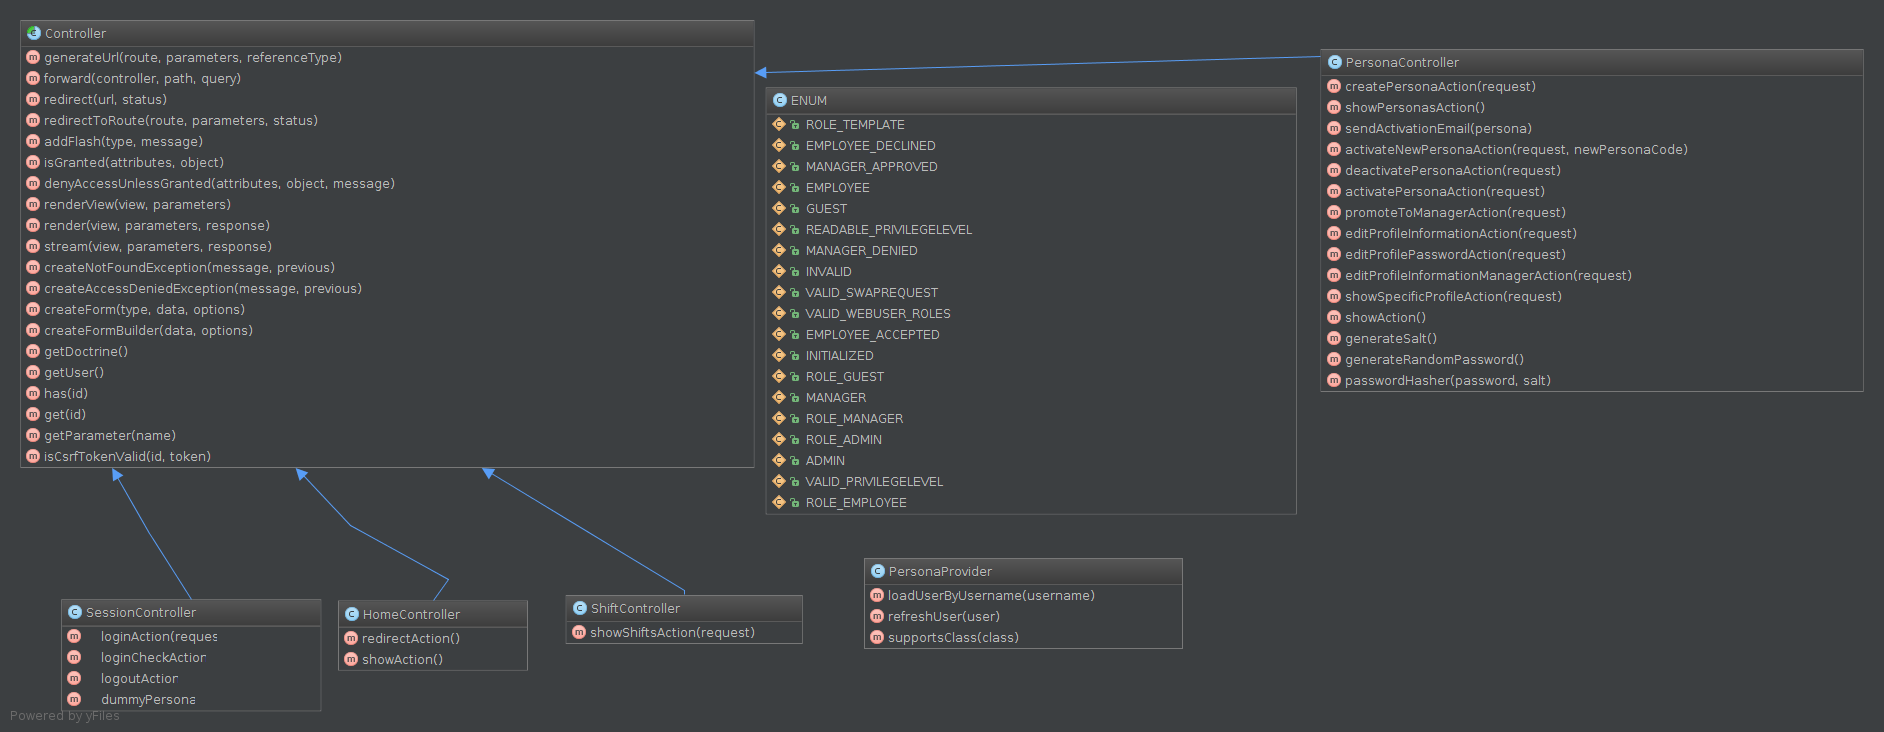 Controller
generateUrl(route, parameters, referenceType)
forward(controller, path, query)
redirect(url, status)
redirectToRoute(route, parameters, status)
addFlash(type, message)
isGranted(attributes, object)
denyAccessUnlessGranted(attributes, object, message)
renderView(view, parameters)
render(view, parameters, response)
stream(view, parameters, response)
createNotFoundException(message, previous)
createAccessDeniedException(message, previous)
createForm(type, data, options)
createFormBuilder(data, options)
getDoctrine()
getUser()
has(id)
get(id)
getParameter(name)
isCsrfTokenValid(id, token)
ENUM
ROLE_TEMPLATE
EMPLOYEE_DECLINED
MANAGER_APPROVED
EMPLOYEE
GUEST
READABLE_PRIVILEGELEVEL
MANAGER_DENIED
INVALID
VALID_SWAPREQUEST
VALID_WEBUSER_ROLES
EMPLOYEE_ACCEPTED
INITIALIZED
ROLE_GUEST
MANAGER
ROLE_MANAGER
ROLE_ADMIN
ADMIN
VALID_PRIVILEGELEVEL
ROLE_EMPLOYEE
PersonaController
createPersonaAction(request)
showPersonasAction()
sendActivationEmail(persona)
activateNewPersonaAction(request, newPersonaCode)
deactivatePersonaAction(request)
activatePersonaAction(request)
promoteToManagerAction(request)
editProfileInformationAction(request)
editProfilePasswordAction(request)
editProfileInformationManagerAction(request)
showSpecificProfileAction(request)
showAction()
generateSalt()
generateRandomPassword()
passwordHasher(password, salt)
SessionController
loginAction(reques
loginCheckAction
logoutAction
dummyPersona
HomeController
redirectAction()
showAction()
ShiftController
showShiftsAction(request)
PersonaProvider
loadUserByUsername(username)
refreshUser(user)
supportsClass(class)
Powered by yFiles